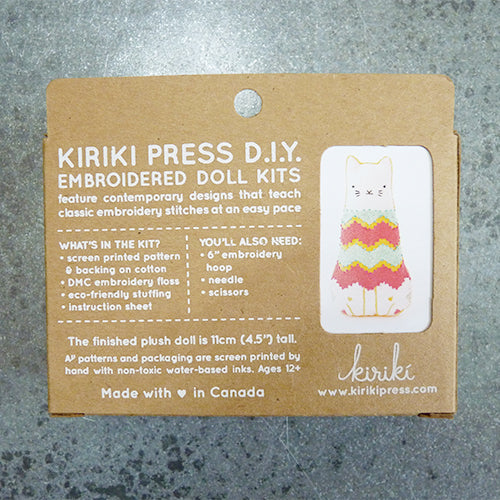 KIRIKI PRESS D.I.Y.
EMBROIDERED DOLL KITS
feature contemporary designs that teach
classic embroidery stitches at an easy pace
WHAT'S IN THE KIT?
• screen printed pattern
& backing on cotton
• DMC embroidery floss
• eco-friendly stuffing
• instruction sheet
YOU'LL ALSO NEED:
• 6" embroidery
hoop
• needle
• scissors
The finished plush doll is 11cm (4.5") tall.
All patterns and packaging are screen printed by
hand with non-toxic water-based inks. Ages 12+
Made with ♥ in Canada
kiriki
www.kirikipress.com